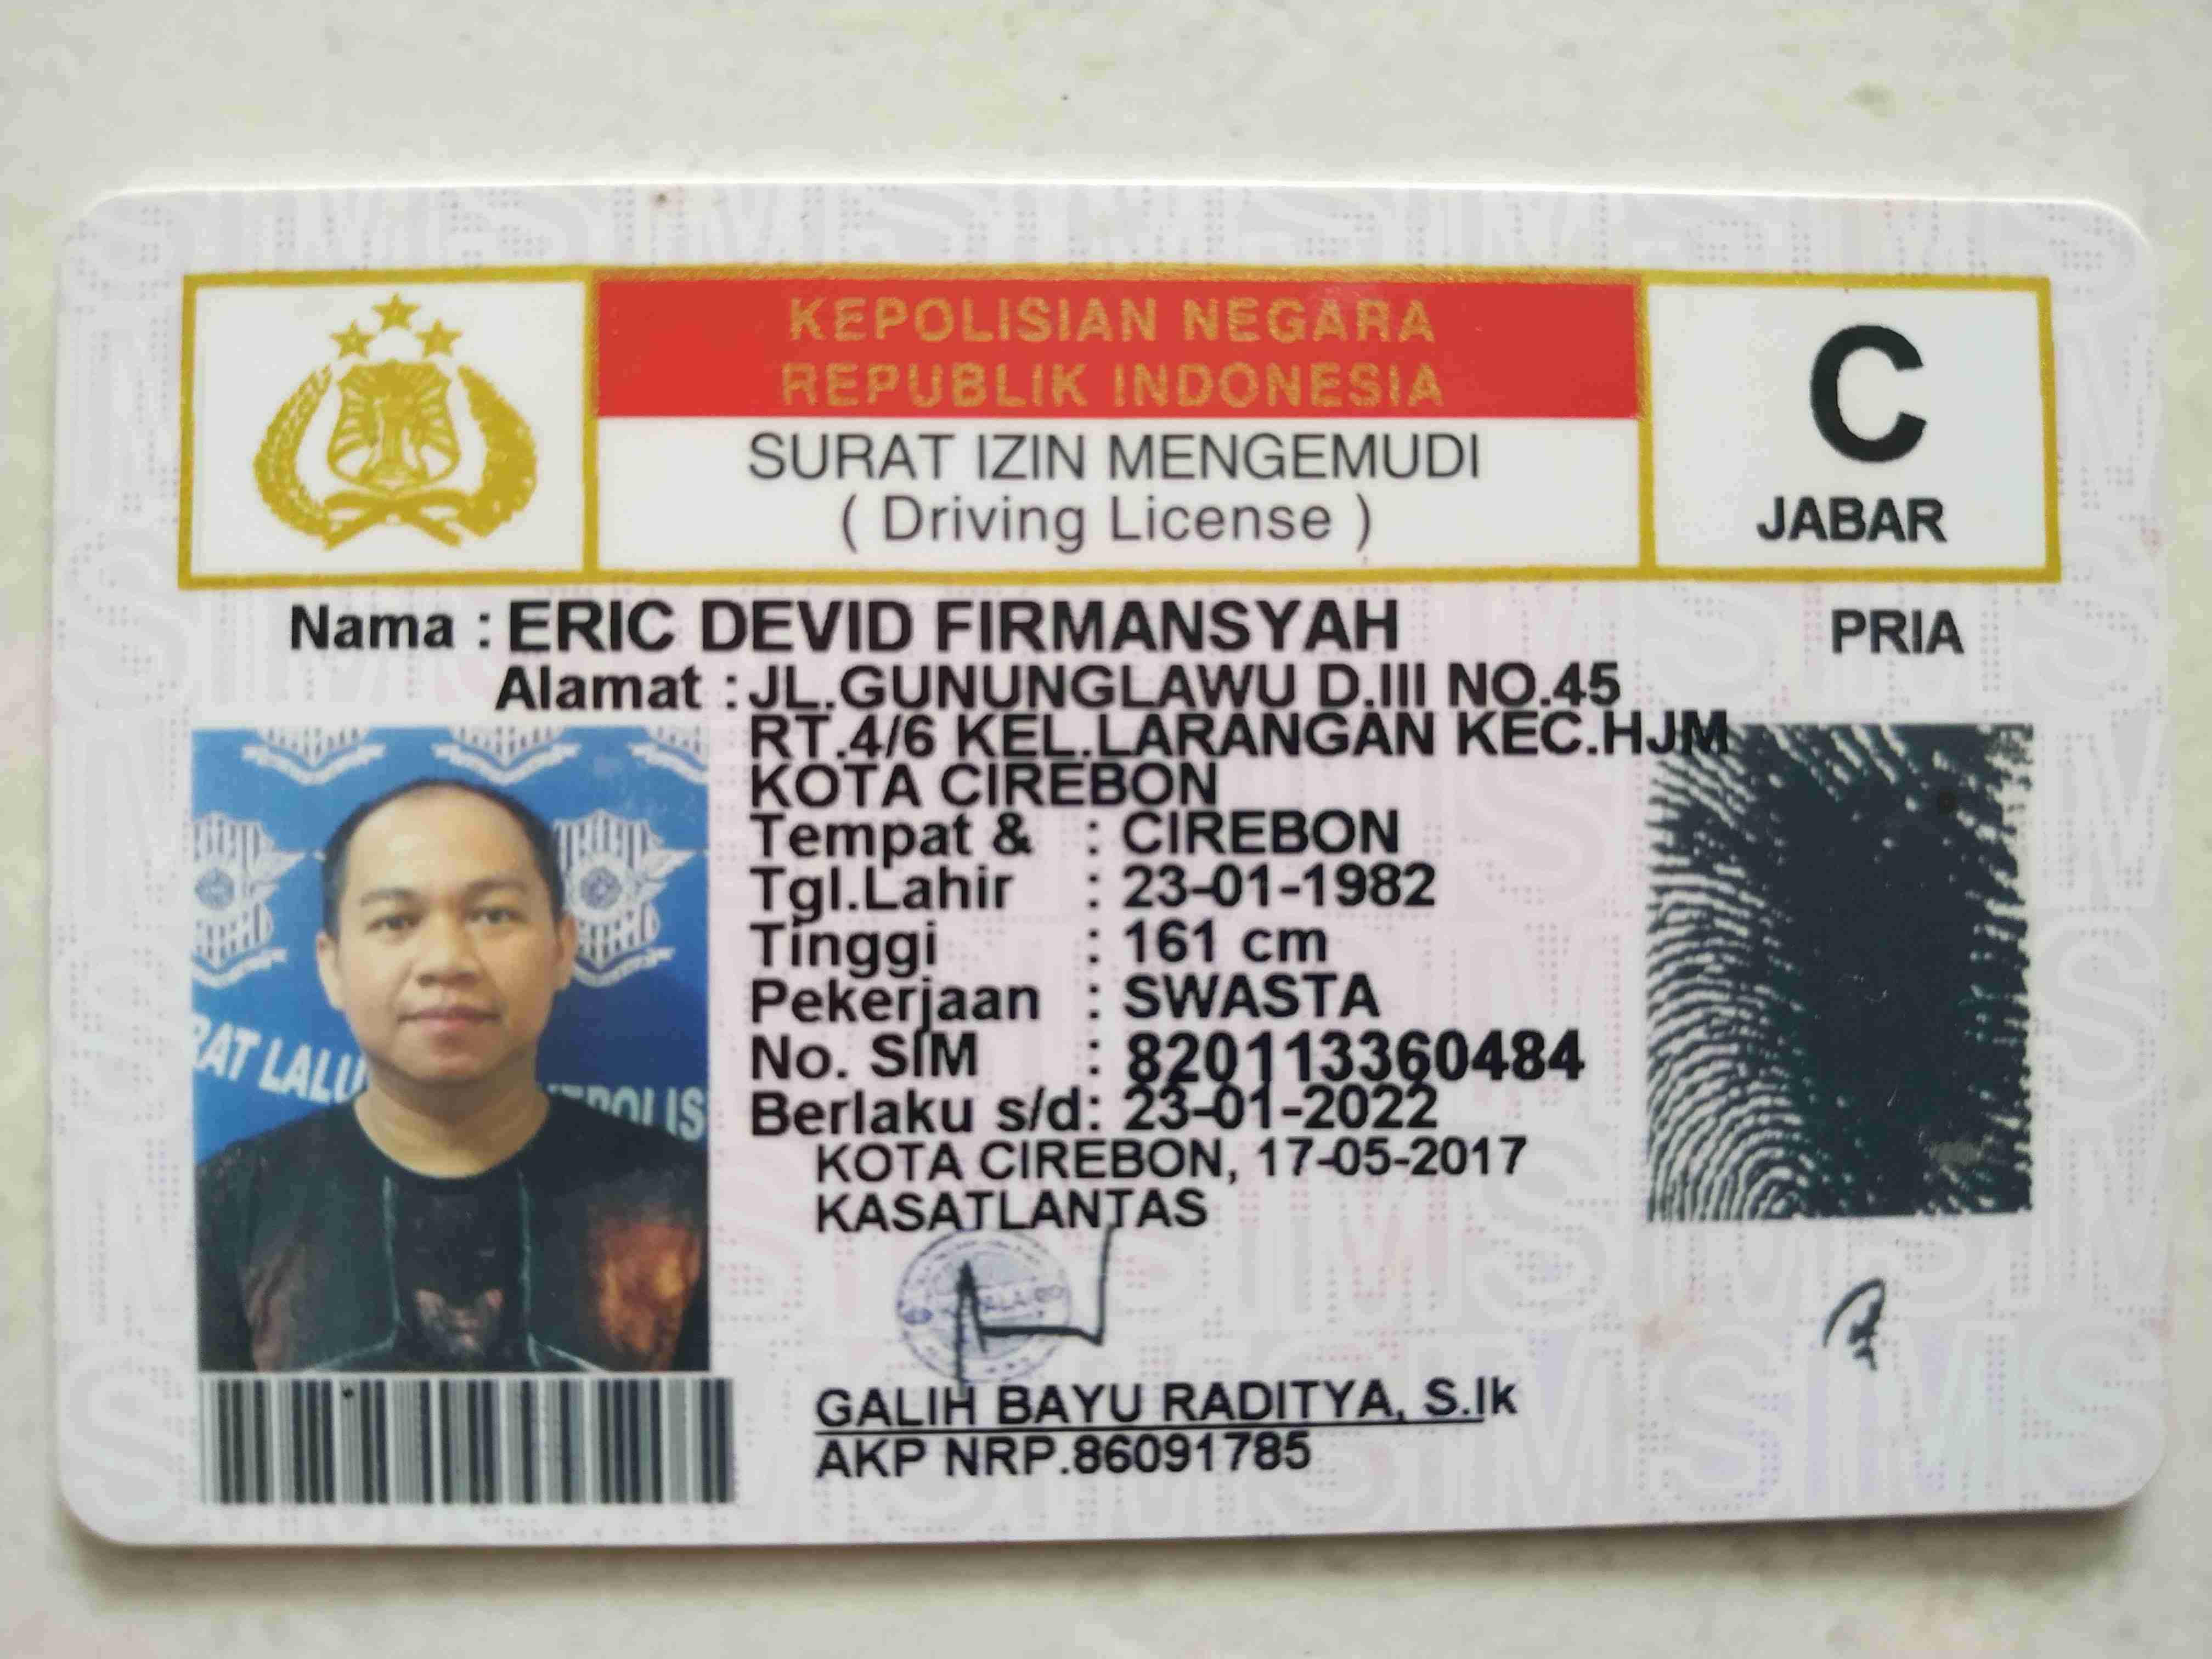 KEPOLISIAN NEGARA
REPUBLIK INDONESIA
SURAT IZIN MENGEMUDI
( Driving License )
C
JABAR
Nama : ERIC DEVID FIRMANSYAH
PRIA
Alamat : JL.GUNUNGLAWU D.III NO.45
RT.4/6 KEL.LARANGAN KEC.HJM
KOTA CIREBON
Tempat & : CIREBON
Tgl.Lahir : 23-01-1982
Tinggi : 161 cm
Pekerjaan : SWASTA
No. SIM : 820113360484
Berlaku s/d: 23-01-2022
KOTA CIREBON, 17-05-2017
KASATLANTAS
GALIH BAYU RADITYA, S.Ik
AKP NRP.86091785
RAT LALU